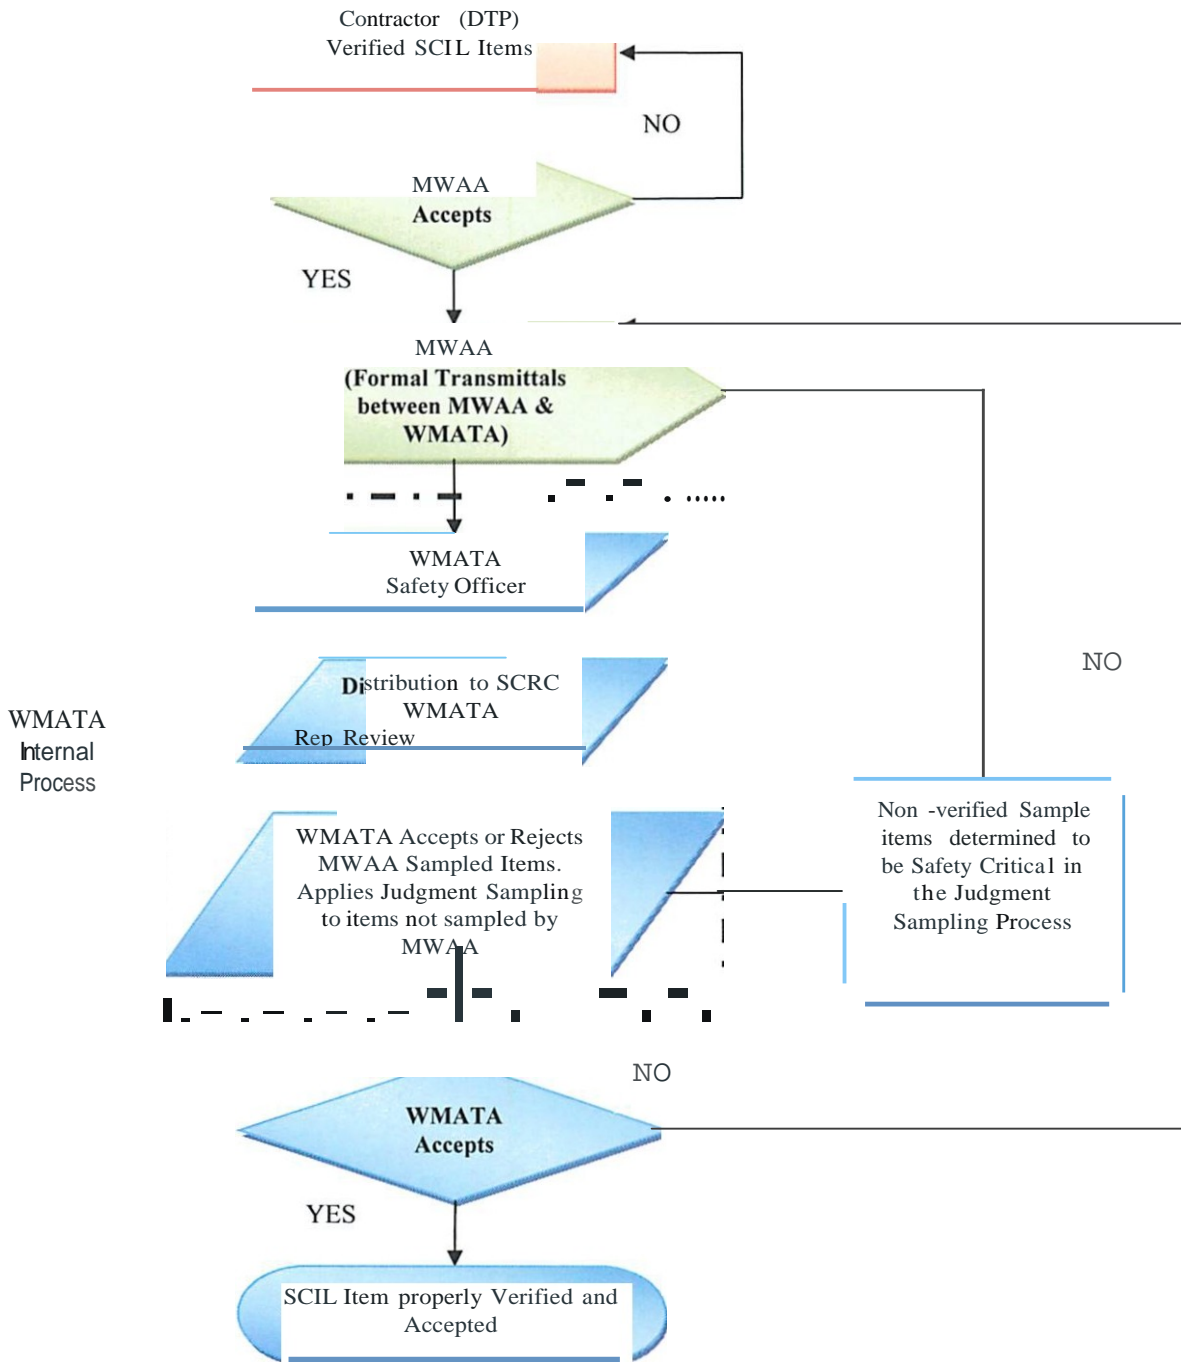 Contractor (DTP)
Verified SCIL Items
NO
MWAA
Accepts
YES
MWAA
(Formal Transmittals
between MWAA &
WMATA)
WMATA
Safety Officer
NO
Distribution to SCRC
WMATA
Rep Review
WMATA
Internal
Process
Non -verified Sample
items determined to
be Safety Critical in
the Judgment
Sampling Process
WMATA Accepts or Rejects
MWAA Sampled Items.
Applies Judgment Sampling
to items not sampled by
MWAA
NO
WMATA
Accepts
YES
SCIL Item properly Verified and
Accepted